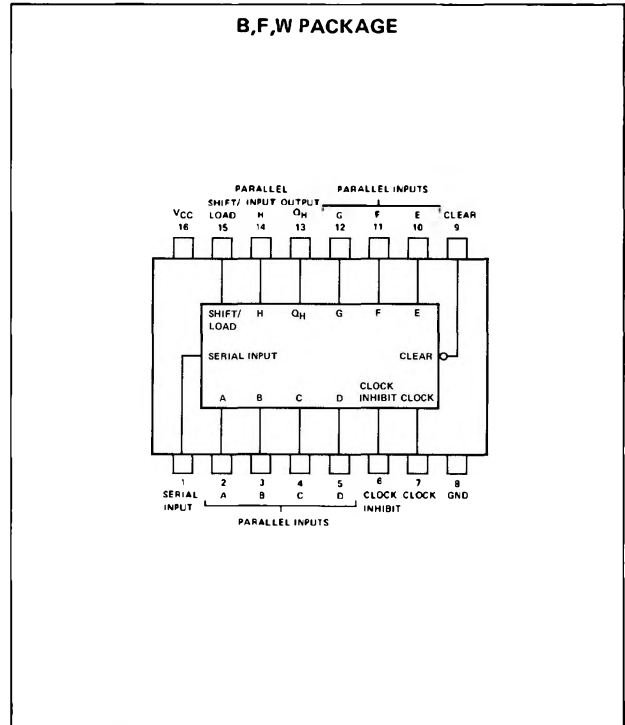 B,F,W PACKAGE
PARALLEL PARALLEL INPUTS
SHIFT/ INPUT OUTPUT
VCC LOAD H QH G F E CLEAR
16 15 14 13 12 11 10 9
SHIFT/ H QH G F E
LOAD
SERIAL INPUT CLEAR
CLOCK
A B C D INHIBIT CLOCK
1 2 3 4 5 6 7 8
SERIAL A B C D CLOCK CLOCK GND
INPUT INHIBIT
PARALLEL INPUTS